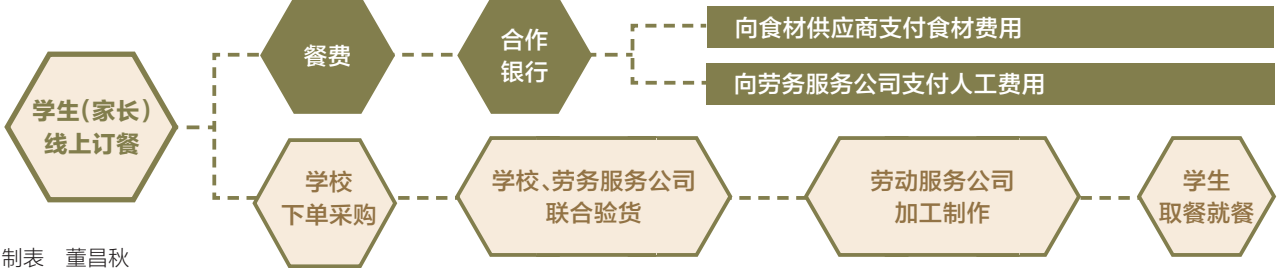 学生(家长)
线上订餐
餐费
合作
银行
向食材供应商支付食材费用
向劳务服务公司支付人工费用
学校
下单采购
学校、劳务服务公司
联合验货
劳动服务公司
加工制作
学生
取餐就餐
制表　董昌秋